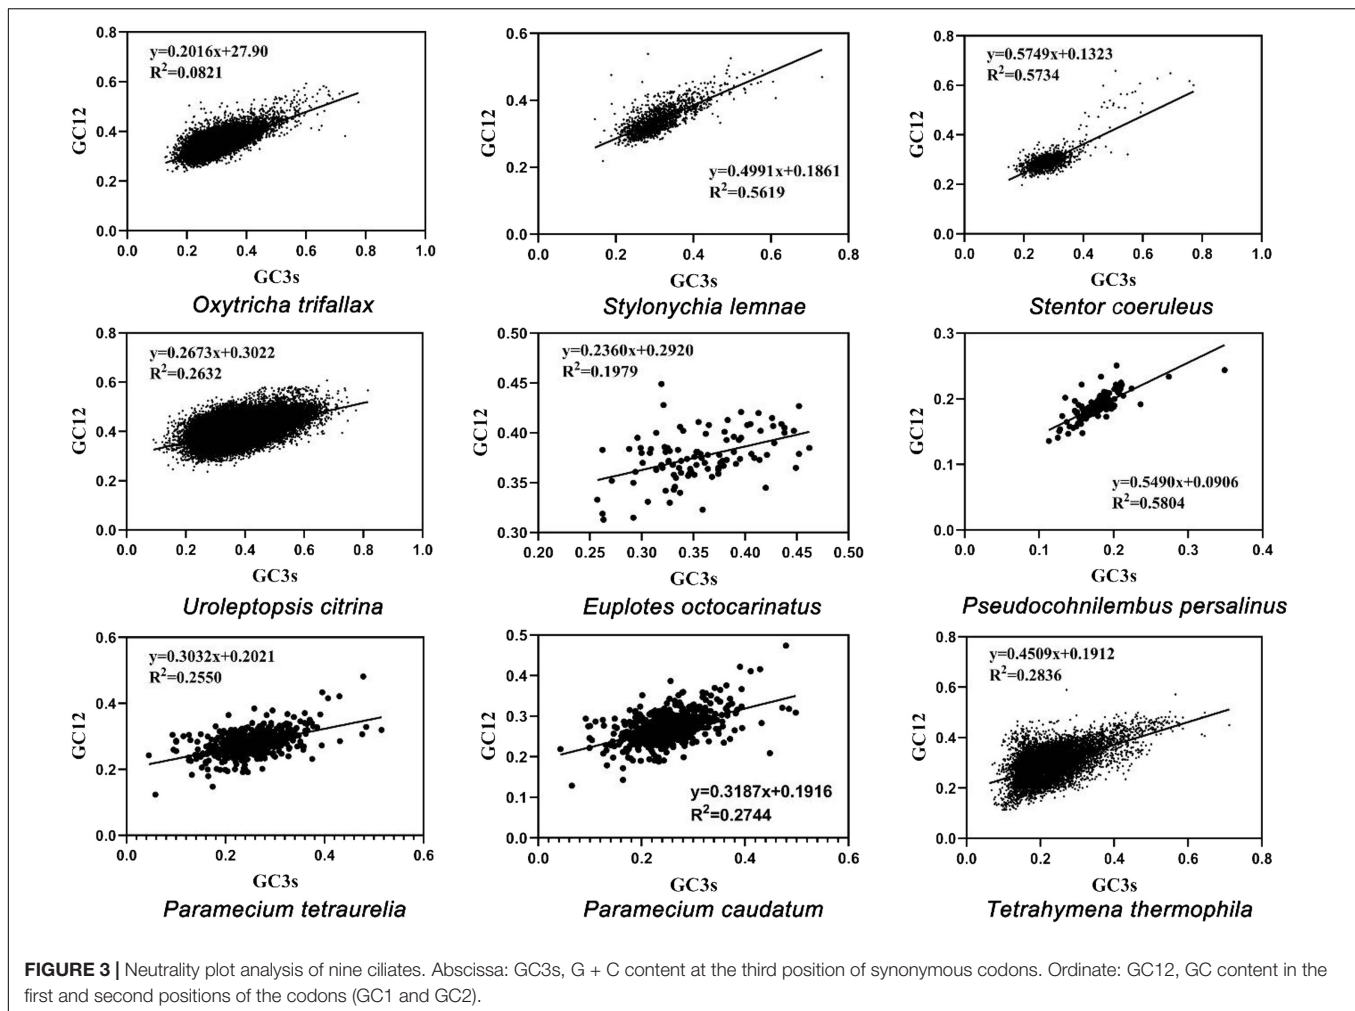 y=0.2016x+27.90
R²=0.0821
0.8
0.6
0.4
0.2
0.0
GC12
0.0 0.2 0.4 0.6 0.8 1.0
GC3s
Oxytricha trifallax
y=0.4991x+0.1861
R²=0.5619
0.6
0.4
0.2
0.0
GC12
0.0 0.2 0.4 0.6 0.8
GC3s
Stylonychia lemnae
y=0.5749x+0.1323
R²=0.5734
0.8
0.6
0.4
0.2
0.0
GC12
0.0 0.2 0.4 0.6 0.8 1.0
GC3s
Stentor coeruleus
y=0.2673x+0.3022
R²=0.2632
0.8
0.6
0.4
0.2
0.0
GC12
0.0 0.2 0.4 0.6 0.8 1.0
GC3s
Uroleptopsis citrina
y=0.2360x+0.2920
R²=0.1979
0.50
0.45
0.40
0.35
0.30
GC12
0.20 0.25 0.30 0.35 0.40 0.45 0.50
GC3s
Euplotes octocarinatus
y=0.5490x+0.0906
R²=0.5804
0.3
0.2
0.1
0.0
GC12
0.0 0.1 0.2 0.3 0.4
GC3s
Pseudocohnilembus persalinus
y=0.3032x+0.2021
R²=0.2550
0.6
0.4
0.2
0.0
GC12
0.0 0.2 0.4 0.6
GC3s
Paramecium tetraurelia
y=0.3187x+0.1916
R²=0.2744
0.5
0.4
0.3
0.2
0.1
0.0
GC12
0.0 0.2 0.4 0.6
GC3s
Paramecium caudatum
y=0.4509x+0.1912
R²=0.2836
0.8
0.6
0.4
0.2
0.0
GC12
0.0 0.2 0.4 0.6 0.8
GC3s
Tetrahymena thermophila
FIGURE 3 | Neutrality plot analysis of nine ciliates. Abscissa: GC3s, G + C content at the third position of synonymous codons. Ordinate: GC12, GC content in the
first and second positions of the codons (GC1 and GC2).